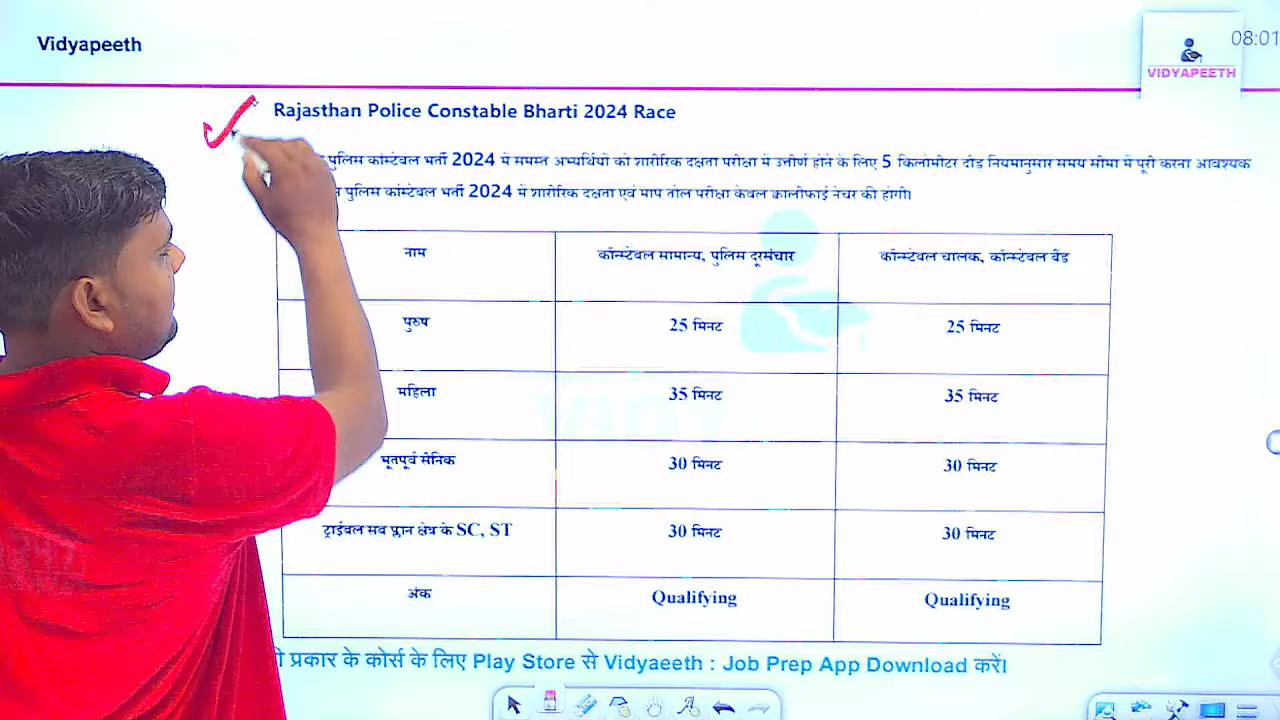 Vidyapeeth
VIDYAPEETH
08:01
Rajasthan Police Constable Bharti 2024 Race
पुलिस कांस्टेबल भर्ती 2024 में समस्त अभ्यर्थियों को शारीरिक दक्षता परीक्षा में उत्तीर्ण होने के लिए 5 किलोमीटर दौड़ नियमानुसार समय सीमा में पूरी करना आवश्यक
पुलिस कांस्टेबल भर्ती 2024 में शारीरिक दक्षता एवं माप तौल परीक्षा केवल क्वालीफाई नेचर की होगी।
नाम कॉन्स्टेबल सामान्य, पुलिस दूरसंचार कॉन्स्टेबल चालक, कॉन्स्टेबल बैंड
पुरुष 25 मिनट 25 मिनट
महिला 35 मिनट 35 मिनट
भूतपूर्व सैनिक 30 मिनट 30 मिनट
ट्राईबल सब प्लान क्षेत्र के SC, ST 30 मिनट 30 मिनट
अंक Qualifying Qualifying
प्रकार के कोर्स के लिए Play Store से Vidyaeeth : Job Prep App Download करें।